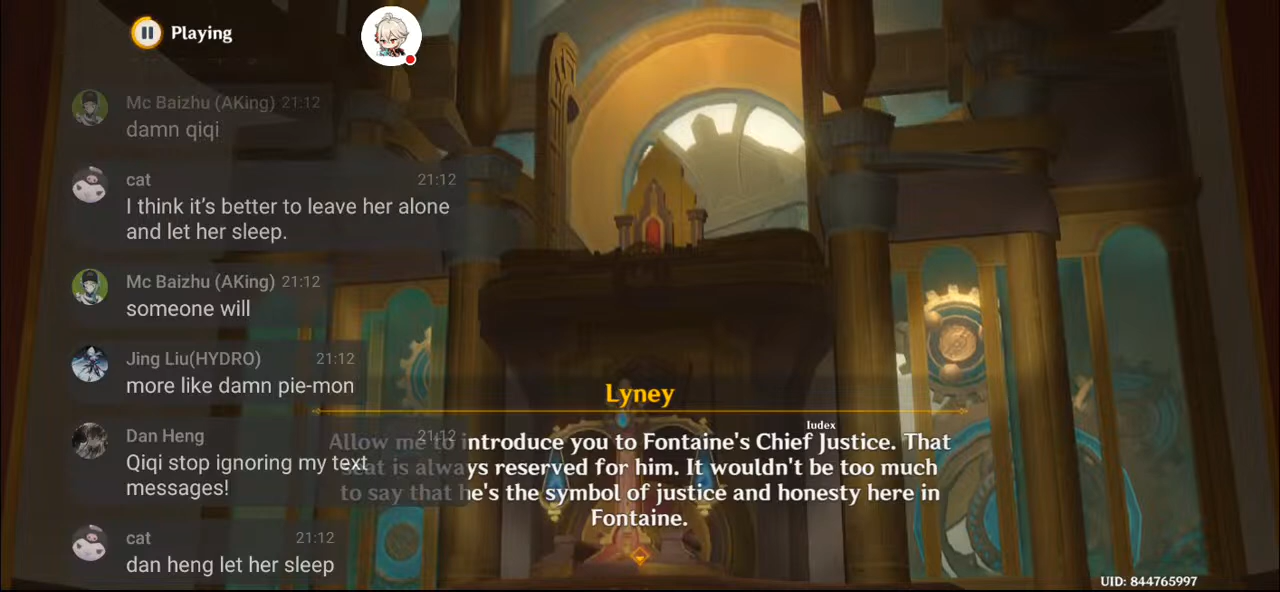 Playing
Mc Baizhu (AKing) 21:12
damn qiqi
cat 21:12
I think it's better to leave her alone
and let her sleep.
Mc Baizhu (AKing) 21:12
someone will
Jing Liu(HYDRO) 21:12
more like damn pie-mon
Dan Heng 21:12
Qiqi stop ignoring my text
messages!
cat 21:12
dan heng let her sleep
Lyney
Iudex
Allow me to introduce you to Fontaine's Chief Justice. That
seat is always reserved for him. It wouldn't be too much
to say that he's the symbol of justice and honesty here in
Fontaine.
UID: 844765997